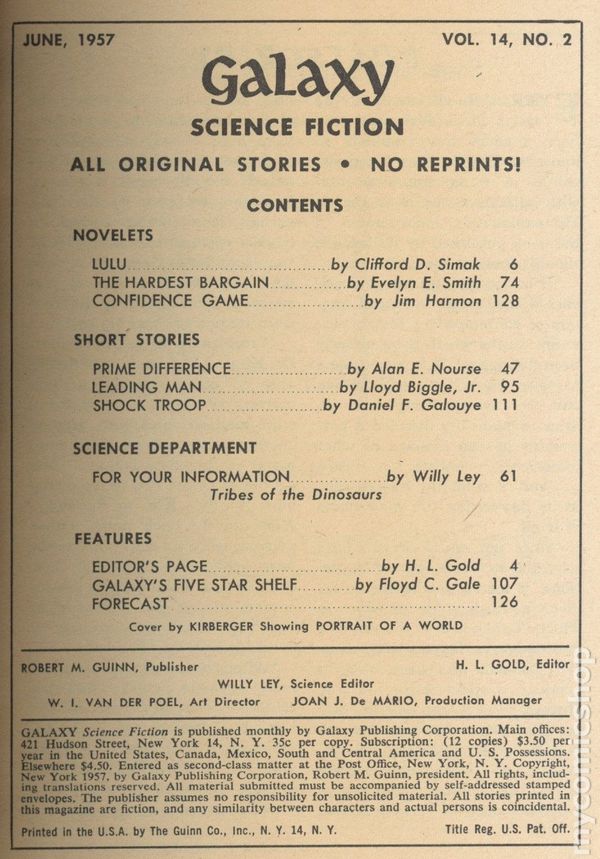 JUNE, 1957 VOL. 14, NO. 2
Galaxy
SCIENCE FICTION
ALL ORIGINAL STORIES • NO REPRINTS!
CONTENTS
NOVELETS
LULU..............................by Clifford D. Simak 6
THE HARDEST BARGAIN..............by Evelyn E. Smith 74
CONFIDENCE GAME..................by Jim Harmon 128
SHORT STORIES
PRIME DIFFERENCE..................by Alan E. Nourse 47
LEADING MAN.....................by Lloyd Biggle, Jr. 95
SHOCK TROOP.....................by Daniel F. Galouye 111
SCIENCE DEPARTMENT
FOR YOUR INFORMATION..............by Willy Ley 61
Tribes of the Dinosaurs
FEATURES
EDITOR'S PAGE..........................by H. L. Gold 4
GALAXY'S FIVE STAR SHELF..........by Floyd C. Gale 107
FORECAST ............................................. 126
Cover by KIRBERGER Showing PORTRAIT OF A WORLD
ROBERT M. GUINN, Publisher H. L. GOLD, Editor
WILLY LEY, Science Editor
W. I. VAN DER POEL, Art Director JOAN J. De MARIO, Production Manager
GALAXY Science Fiction is published monthly by Galaxy Publishing Corporation. Main offices:
421 Hudson Street, New York 14, N. Y. 35c per copy. Subscription: (12 copies) $3.50 per
year in the United States, Canada, Mexico, South and Central America and U. S. Possessions.
Elsewhere $4.50. Entered as second-class matter at the Post Office, New York, N. Y. Copyright,
New York 1957, by Galaxy Publishing Corporation, Robert M. Guinn, president. All rights, includ-
ing translations reserved. All material submitted must be accompanied by self-addressed stamped
envelopes. The publisher assumes no responsibility for unsolicited material. All stories printed in
this magazine are fiction, and any similarity between characters and actual persons is coincidental.
Printed in the U.S.A. by The Guinn Co., Inc., N. Y. 14, N. Y. Title Reg. U.S. Pat. Off.
mycomicshop